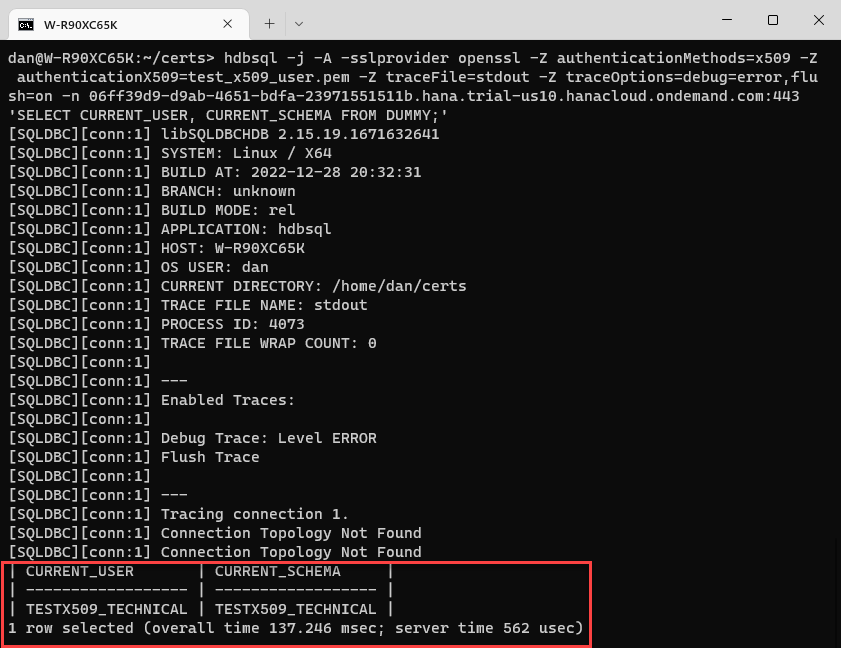 W-R90XC65K
dan@W-R90XC65K:~/certs> hdbsql -j -A -sslprovider openssl -Z authenticationMethods=x509 -Z
authenticationX509=test_x509_user.pem -Z traceFile=stdout -Z traceOptions=debug=error,flu
sh=on -n 06ff39d9-d9ab-4651-bdfa-23971551511b.hana.trial-us10.hanacloud.ondemand.com:443
'SELECT CURRENT_USER, CURRENT_SCHEMA FROM DUMMY;'
[SQLDBC][conn:1] libSQLDBCHDB 2.15.19.1671632641
[SQLDBC][conn:1] SYSTEM: Linux / X64
[SQLDBC][conn:1] BUILD AT: 2022-12-28 20:32:31
[SQLDBC][conn:1] BRANCH: unknown
[SQLDBC][conn:1] BUILD MODE: rel
[SQLDBC][conn:1] APPLICATION: hdbsql
[SQLDBC][conn:1] HOST: W-R90XC65K
[SQLDBC][conn:1] OS USER: dan
[SQLDBC][conn:1] CURRENT DIRECTORY: /home/dan/certs
[SQLDBC][conn:1] TRACE FILE NAME: stdout
[SQLDBC][conn:1] PROCESS ID: 4073
[SQLDBC][conn:1] TRACE FILE WRAP COUNT: 0
[SQLDBC][conn:1]
[SQLDBC][conn:1] ---
[SQLDBC][conn:1] Enabled Traces:
[SQLDBC][conn:1]
[SQLDBC][conn:1] Debug Trace: Level ERROR
[SQLDBC][conn:1] Flush Trace
[SQLDBC][conn:1]
[SQLDBC][conn:1] ---
[SQLDBC][conn:1] Tracing connection 1.
[SQLDBC][conn:1] Connection Topology Not Found
[SQLDBC][conn:1] Connection Topology Not Found
| CURRENT_USER       | CURRENT_SCHEMA     |
| ------------------ | ------------------ |
| TESTX509_TECHNICAL | TESTX509_TECHNICAL |
1 row selected (overall time 137.246 msec; server time 562 usec)